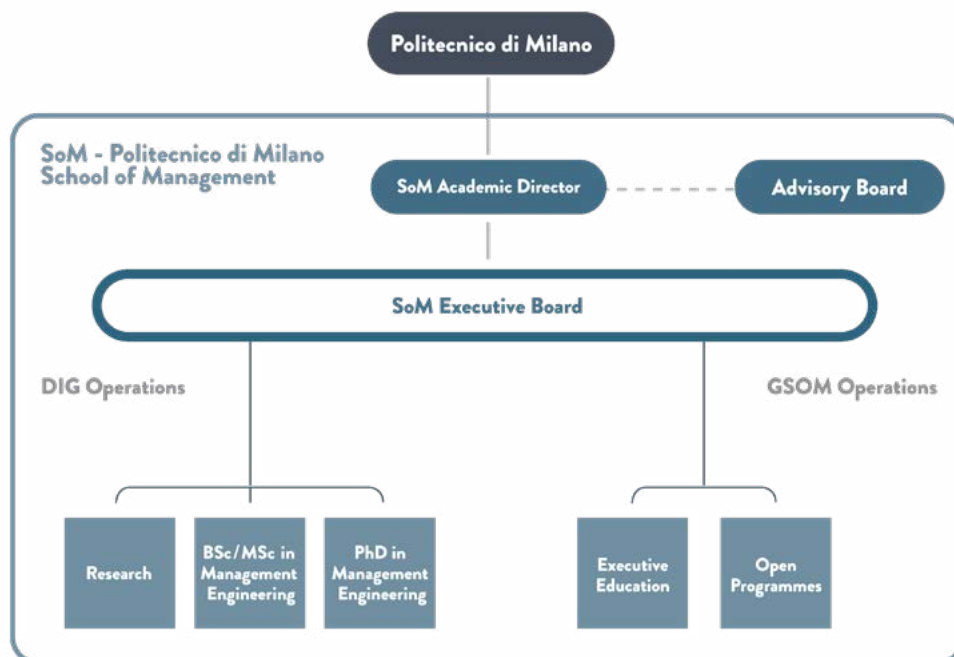 Politecnico di Milano
SoM - Politecnico di Milano
School of Management
SoM Academic Director
Advisory Board
SoM Executive Board
DIG Operations
GSOM Operations
Research
BSc/MSc in
Management
Engineering
PhD in
Management
Engineering
Executive
Education
Open
Programmes